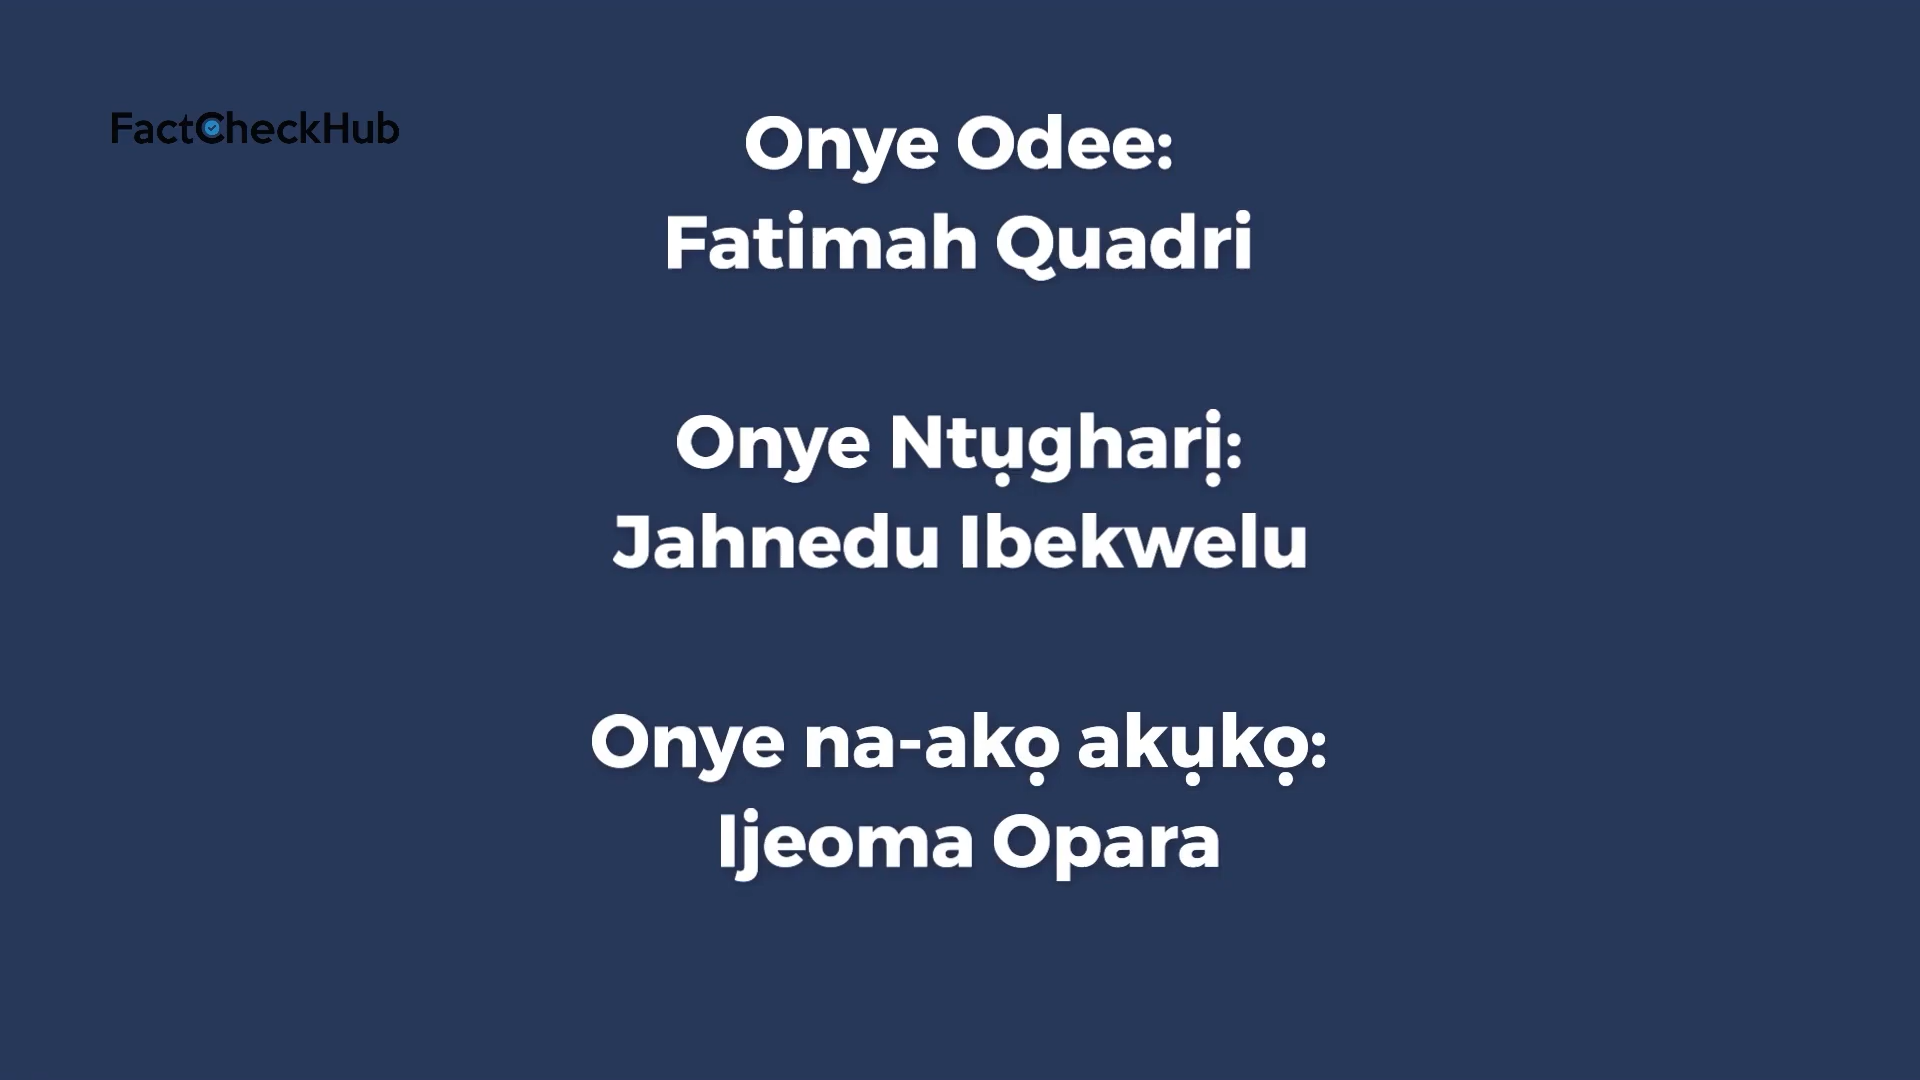 FactCheckHub
Onye Odee:
Fatimah Quadri
Onye Ntụgharị:
Jahnedu Ibekwelu
Onye na-akọ akụkọ:
Ijeoma Opara